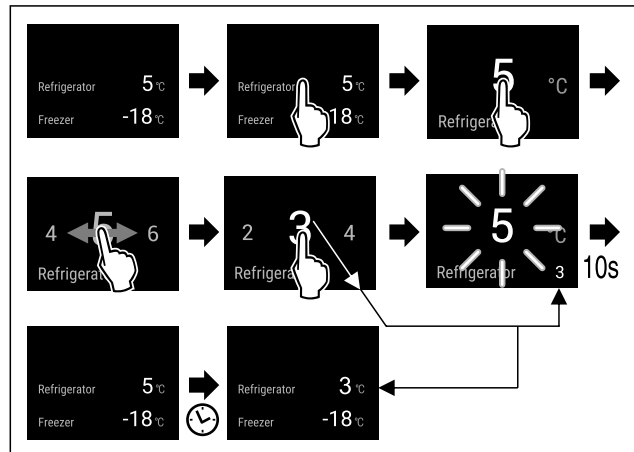 Refrigerator 5 °C
Freezer -18 °C
Refrigerator 5 °C
Freezer 18 °C
5 °C
Refriger
4 5 6
Refrigerat
2 3 4
Refrigera
5 °C
Refrigerator 3
10s
Refrigerator 5 °C
Freezer -18 °C
Refrigerator 3 °C
Freezer -18 °C